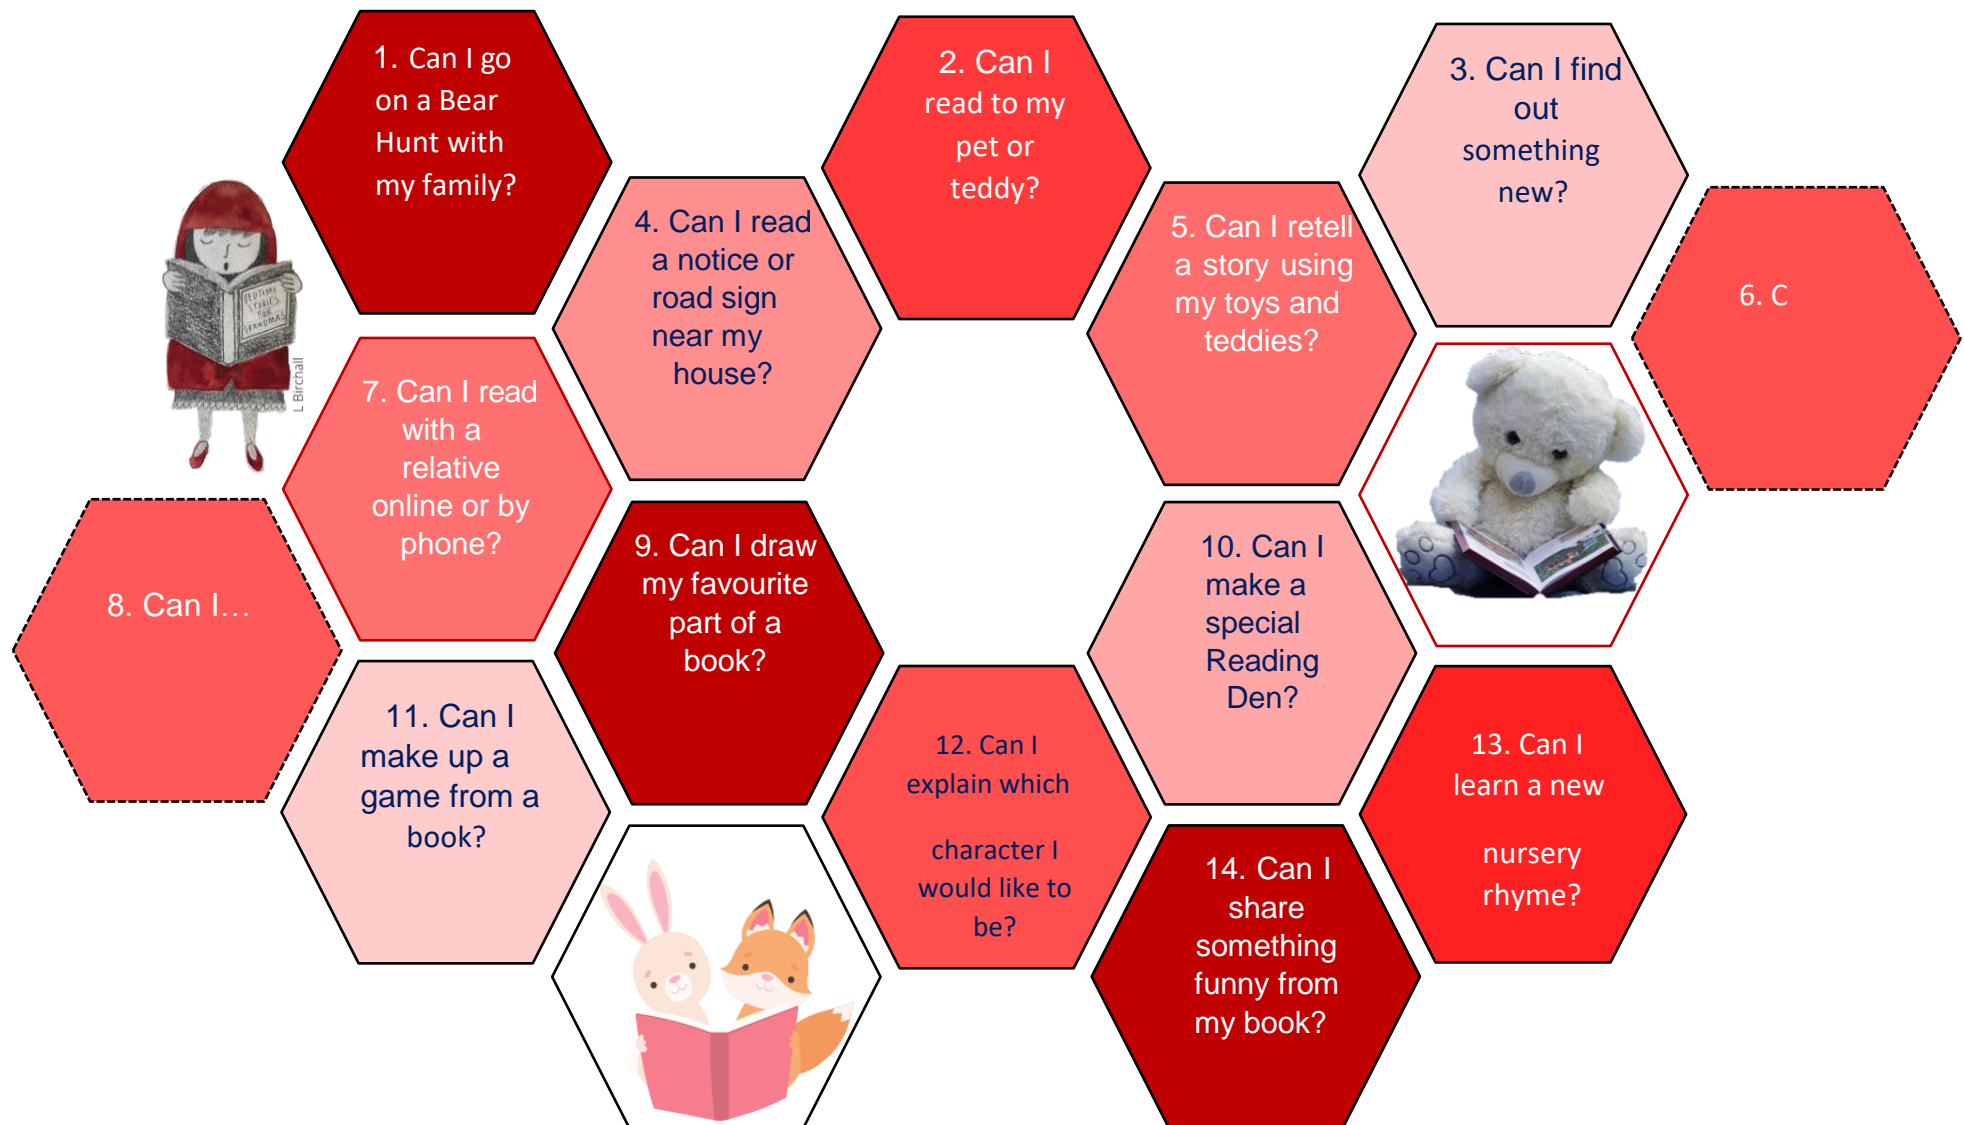 1. Can I go
on a Bear
Hunt with
my family?
2. Can I
read to my
pet or
teddy?
3. Can I find
out
something
new?
4. Can I read
a notice or
road sign
near my
house?
5. Can I retell
a story using
my toys and
teddies?
6. C
7. Can I read
with a
relative
online or by
phone?
8. Can I…
9. Can I draw
my favourite
part of a
book?
10. Can I
make a
special
Reading
Den?
11. Can I
make up a
game from a
book?
12. Can I
explain which
character I
would like to
be?
13. Can I
learn a new
nursery
rhyme?
14. Can I
share
something
funny from
my book?
BEDTIME
STORIES
FOR
GRANDMAS
L Birchall